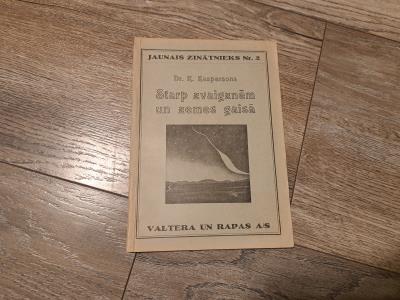 JAUNAIS ZINĀTNIEKS Nr. 2
Dr. K. Kaspersons
Starp zvaigznēm
un zemes gaisā
VALTERA UN RAPAS A/S